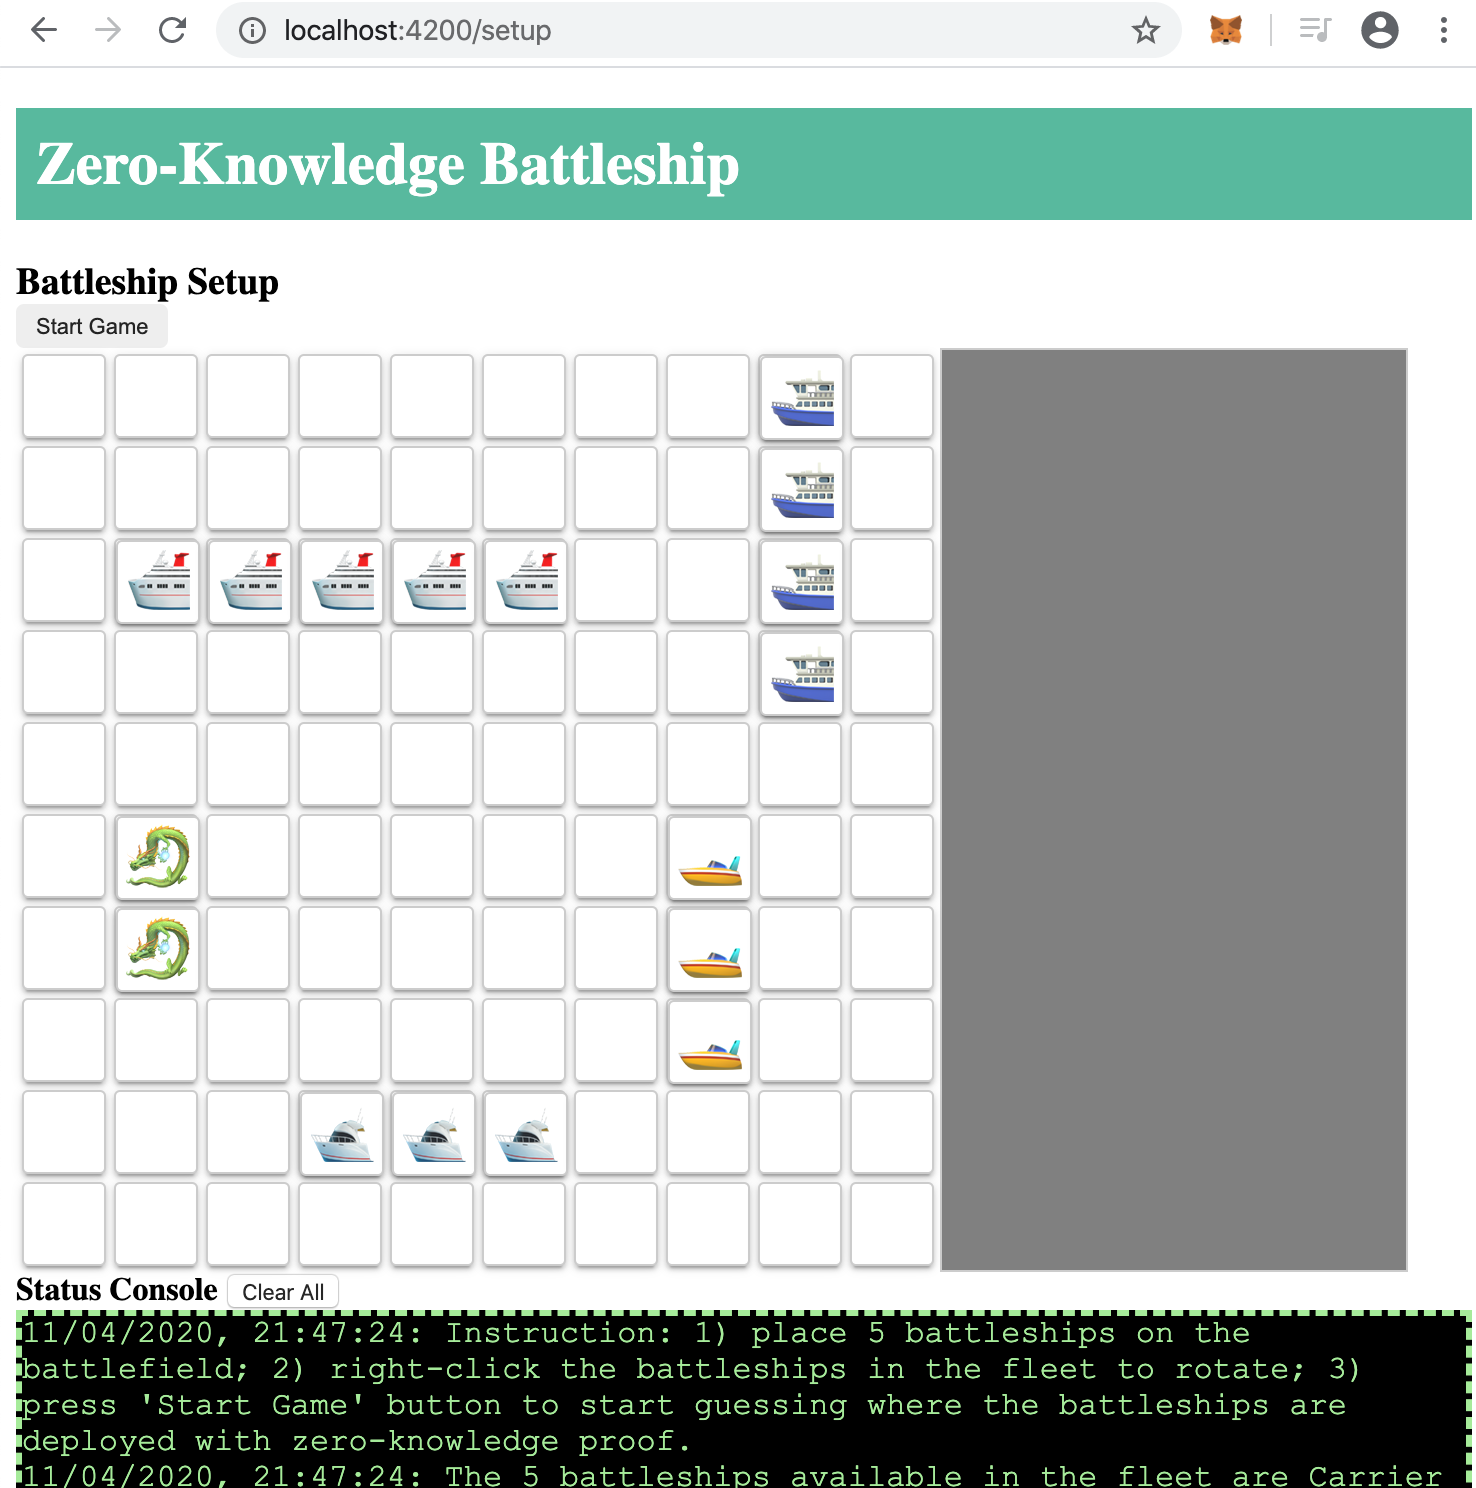 localhost:4200/setup
Zero-Knowledge Battleship
Battleship Setup
Start Game
Status Console Clear All
11/04/2020, 21:47:24: Instruction: 1) place 5 battleships on the
battlefield; 2) right-click the battleships in the fleet to rotate; 3)
press 'Start Game' button to start guessing where the battleships are
deployed with zero-knowledge proof.
11/04/2020, 21:47:24: The 5 battleships available in the fleet are Carrier